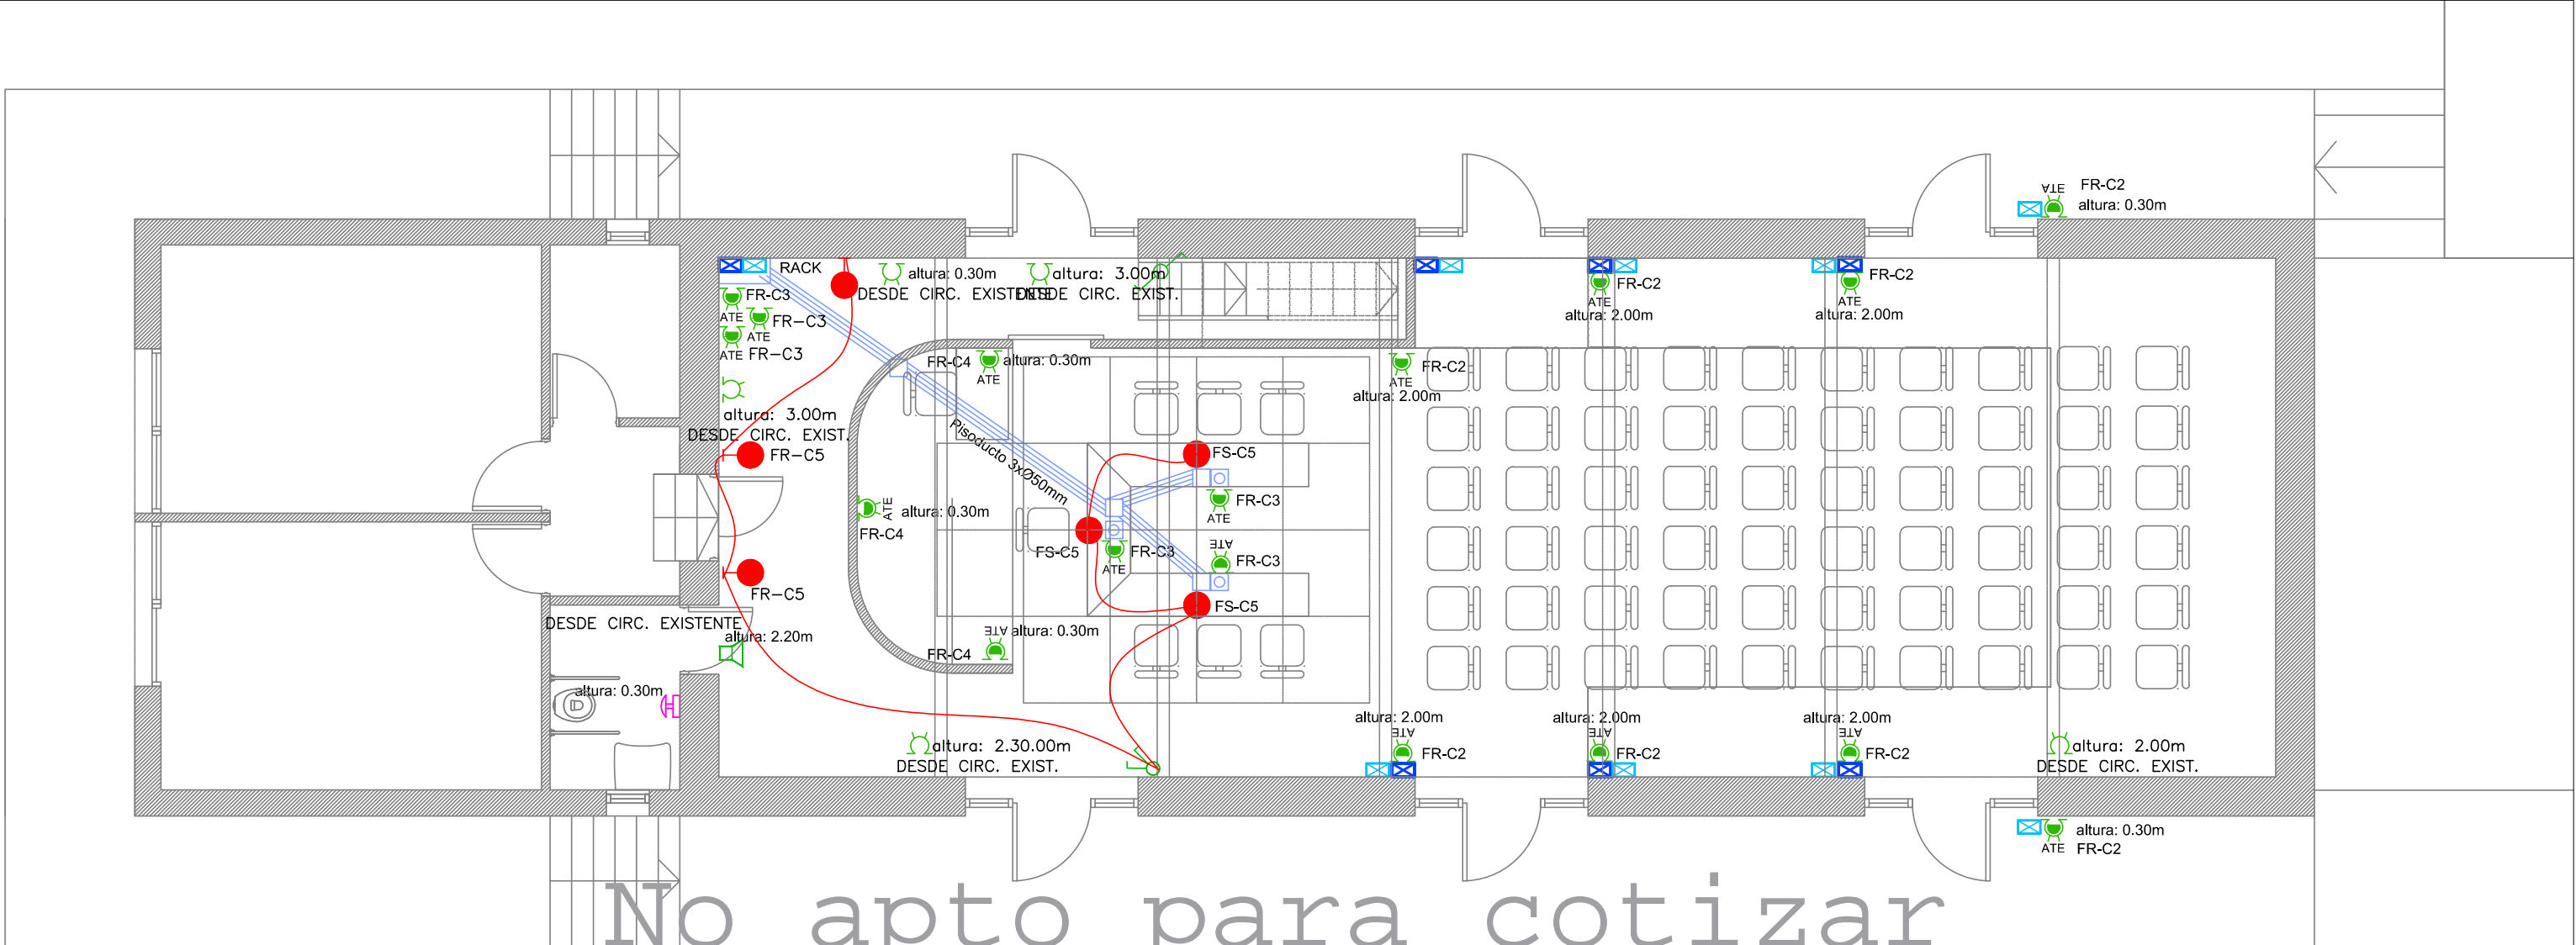 ATE FR-C2
altura: 0.30m
RACK
altura: 0.30m
DESDE CIRC. EXISTENTE
altura: 3.00m
DESDE CIRC. EXIST.
FR-C3
ATE
FR-C3
ATE
FR-C3
ATE
FR-C2
ATE
altura: 2.00m
FR-C2
ATE
altura: 2.00m
FR-C4
ATE
altura: 0.30m
FR-C2
ATE
altura: 2.00m
altura: 3.00m
DESDE CIRC. EXIST.
FR-C5
Pisoducto 3xØ50mm
FS-C5
FR-C3
ATE
ATE
altura: 0.30m
FR-C4
FS-C5
FR-C3
ATE
ATE
FR-C3
FR-C5
FS-C5
DESDE CIRC. EXISTENTE
altura: 2.20m
ATE altura: 0.30m
FR-C4
altura: 0.30m
altura: 2.00m
ATE
FR-C2
altura: 2.00m
ATE
FR-C2
altura: 2.00m
ATE
FR-C2
altura: 2.30.00m
DESDE CIRC. EXIST.
altura: 2.00m
DESDE CIRC. EXIST.
altura: 0.30m
ATE FR-C2
No apto para cotizar